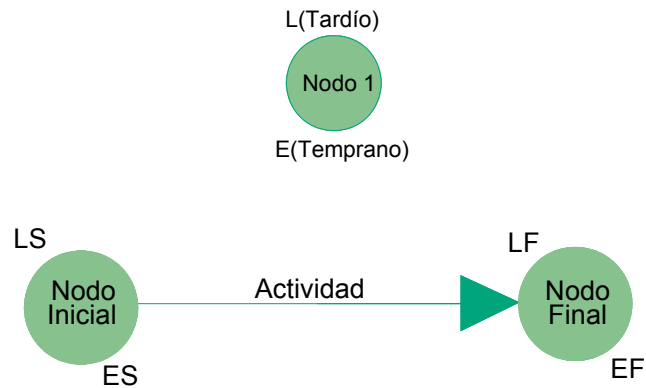 L(Tardío)
Nodo 1
E(Temprano)
LS
LF
Nodo
Inicial
Actividad
Nodo
Final
ES
EF